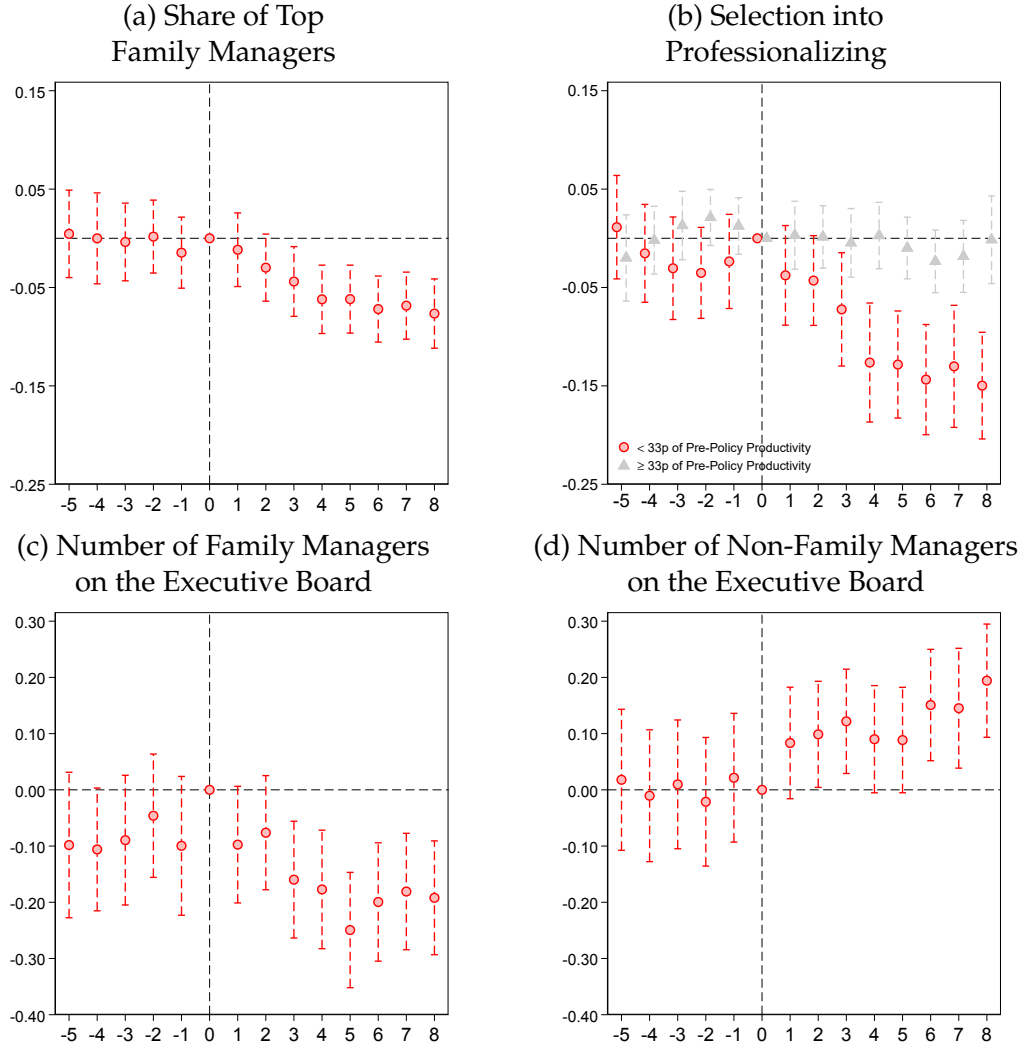 (a) Share of Top
Family Managers
0.15
0.05
-0.05
-0.15
-0.25
-5 -4 -3 -2 -1 0 1 2 3 4 5 6 7 8
(b) Selection into
Professionalizing
0.15
0.05
-0.05
-0.15
-0.25
< 33p of Pre-Policy Productivity
≥ 33p of Pre-Policy Productivity
-5 -4 -3 -2 -1 0 1 2 3 4 5 6 7 8
(c) Number of Family Managers
on the Executive Board
0.30
0.20
0.10
0.00
-0.10
-0.20
-0.30
-0.40
-5 -4 -3 -2 -1 0 1 2 3 4 5 6 7 8
(d) Number of Non-Family Managers
on the Executive Board
0.30
0.20
0.10
0.00
-0.10
-0.20
-0.30
-0.40
-5 -4 -3 -2 -1 0 1 2 3 4 5 6 7 8